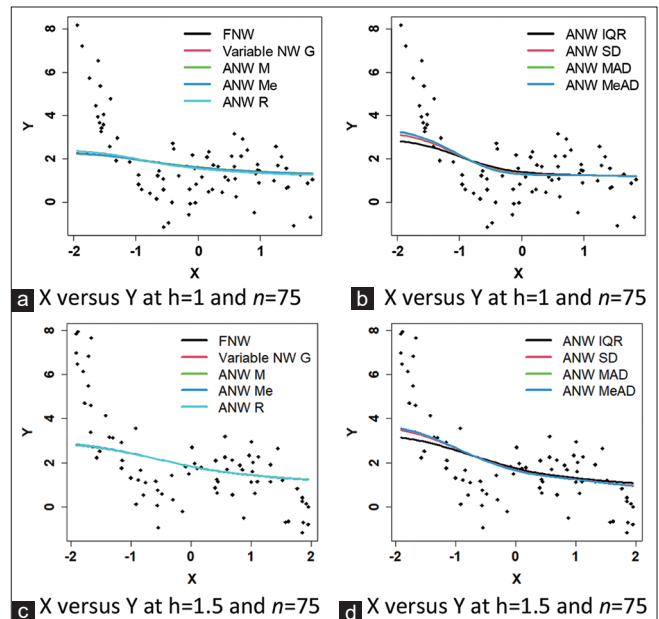 FNW
Variable NW G
ANW M
ANW Me
ANW R
8
6
4
2
0
Y
-2 -1 0 1
X
a X versus Y at h=1 and n=75
ANW IQR
ANW SD
ANW MAD
ANW MeAD
8
6
4
2
0
Y
-2 -1 0 1
X
b X versus Y at h=1 and n=75
FNW
Variable NW G
ANW M
ANW Me
ANW R
8
6
4
2
0
Y
-2 -1 0 1 2
X
c X versus Y at h=1.5 and n=75
ANW IQR
ANW SD
ANW MAD
ANW MeAD
8
6
4
2
0
Y
-2 -1 0 1 2
X
d X versus Y at h=1.5 and n=75